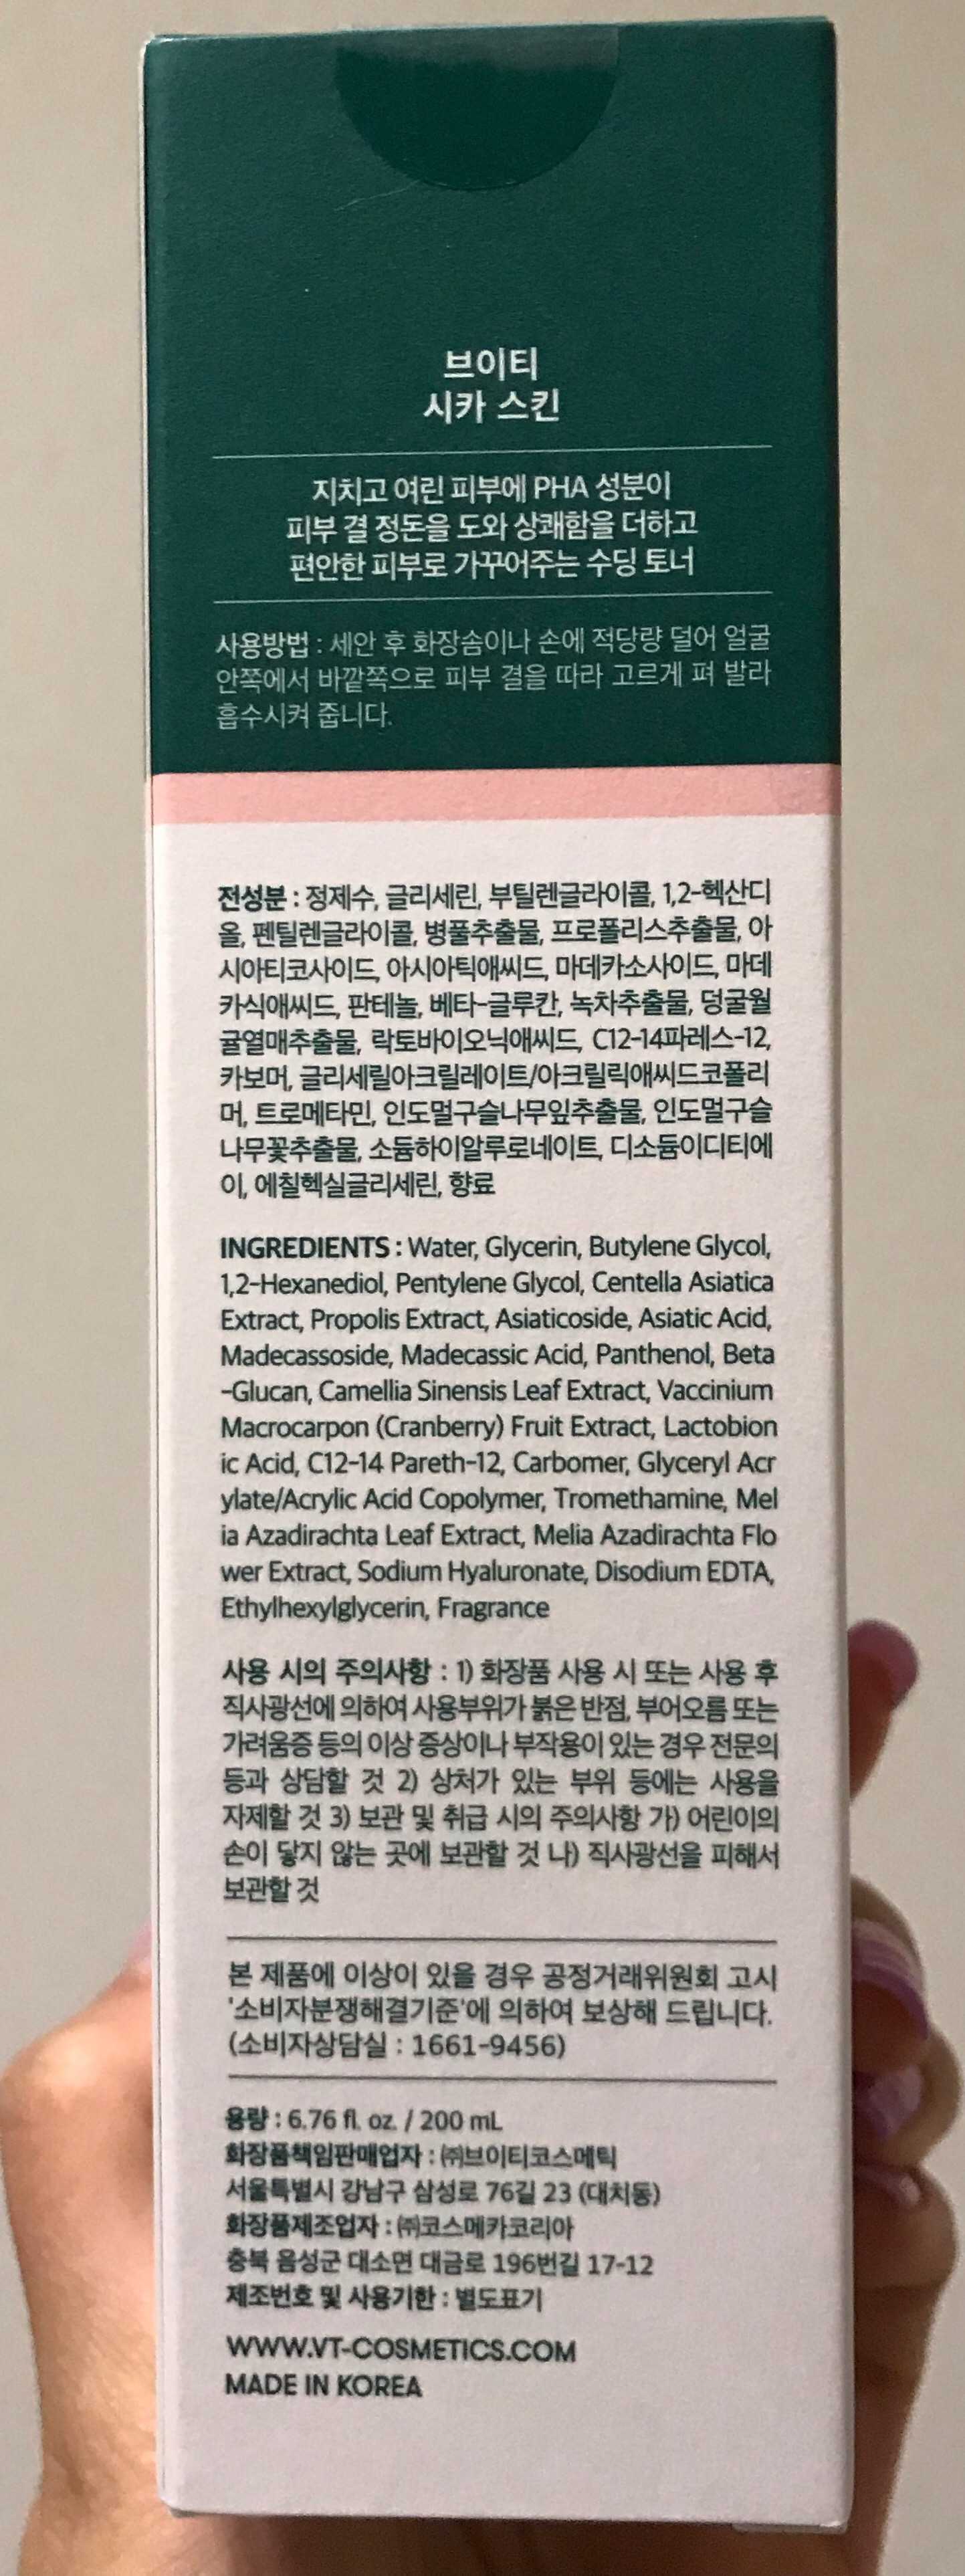 브이티
시카 스킨
지치고 여린 피부에 PHA 성분이
피부 결 정돈을 도와 상쾌함을 더하고
편안한 피부로 가꾸어주는 수딩 토너
사용방법 : 세안 후 화장솜이나 손에 적당량 덜어 얼굴
안쪽에서 바깥쪽으로 피부 결을 따라 고르게 펴 발라
흡수시켜 줍니다.
전성분 : 정제수, 글리세린, 부틸렌글라이콜, 1,2-헥산디
올, 펜틸렌글라이콜, 병풀추출물, 프로폴리스추출물, 아
시아티코사이드, 아시아틱애씨드, 마데카소사이드, 마데
카식애씨드, 판테놀, 베타-글루칸, 녹차추출물, 덩굴월
귤열매추출물, 락토바이오닉애씨드, C12-14파레스-12,
카보머, 글리세릴아크릴레이트/아크릴릭애씨드코폴리
머, 트로메타민, 인도멀구슬나무잎추출물, 인도멀구슬
나무꽃추출물, 소듐하이알루로네이트, 디소듐이디티에
이, 에칠헥실글리세린, 향료
INGREDIENTS : Water, Glycerin, Butylene Glycol,
1,2-Hexanediol, Pentylene Glycol, Centella Asiatica
Extract, Propolis Extract, Asiaticoside, Asiatic Acid,
Madecassoside, Madecassic Acid, Panthenol, Beta
-Glucan, Camellia Sinensis Leaf Extract, Vaccinium
Macrocarpon (Cranberry) Fruit Extract, Lactobion
ic Acid, C12-14 Pareth-12, Carbomer, Glyceryl Acr
ylate/Acrylic Acid Copolymer, Tromethamine, Mel
ia Azadirachta Leaf Extract, Melia Azadirachta Flo
wer Extract, Sodium Hyaluronate, Disodium EDTA,
Ethylhexylglycerin, Fragrance
사용 시의 주의사항 : 1) 화장품 사용 시 또는 사용 후
직사광선에 의하여 사용부위가 붉은 반점, 부어오름 또는
가려움증 등의 이상 증상이나 부작용이 있는 경우 전문의
등과 상담할 것 2) 상처가 있는 부위 등에는 사용을
자제할 것 3) 보관 및 취급 시의 주의사항 가) 어린이의
손이 닿지 않는 곳에 보관할 것 나) 직사광선을 피해서
보관할 것
본 제품에 이상이 있을 경우 공정거래위원회 고시
'소비자분쟁해결기준'에 의하여 보상해 드립니다.
(소비자상담실 : 1661-9456)
용량 : 6.76 fl. oz. / 200 mL
화장품책임판매업자 : ㈜브이티코스메틱
서울특별시 강남구 삼성로 76길 23 (대치동)
화장품제조업자 : ㈜코스메카코리아
충북 음성군 대소면 대금로 196번길 17-12
제조번호 및 사용기한 : 별도표기
WWW.VT-COSMETICS.COM
MADE IN KOREA